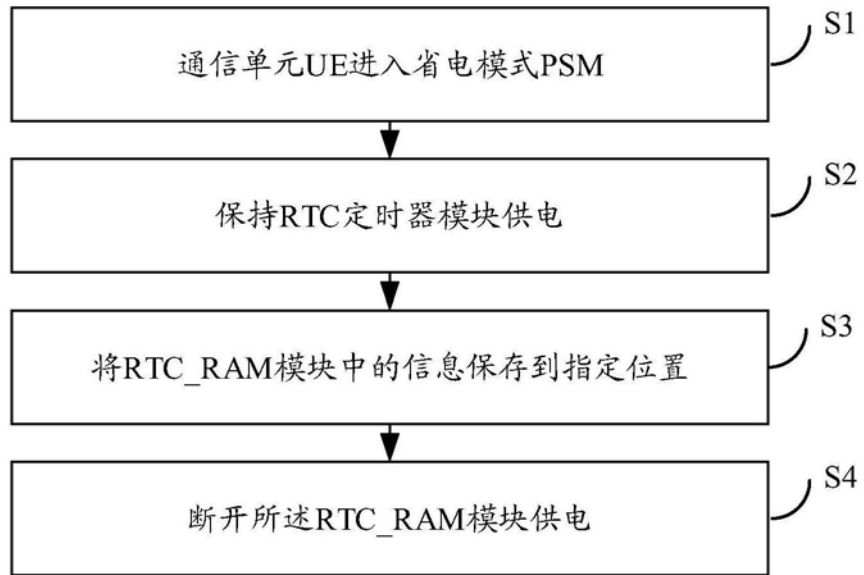 S1
通信单元UE进入省电模式PSM
S2
保持RTC定时器模块供电
S3
将RTC_RAM模块中的信息保存到指定位置
S4
断开所述RTC_RAM模块供电